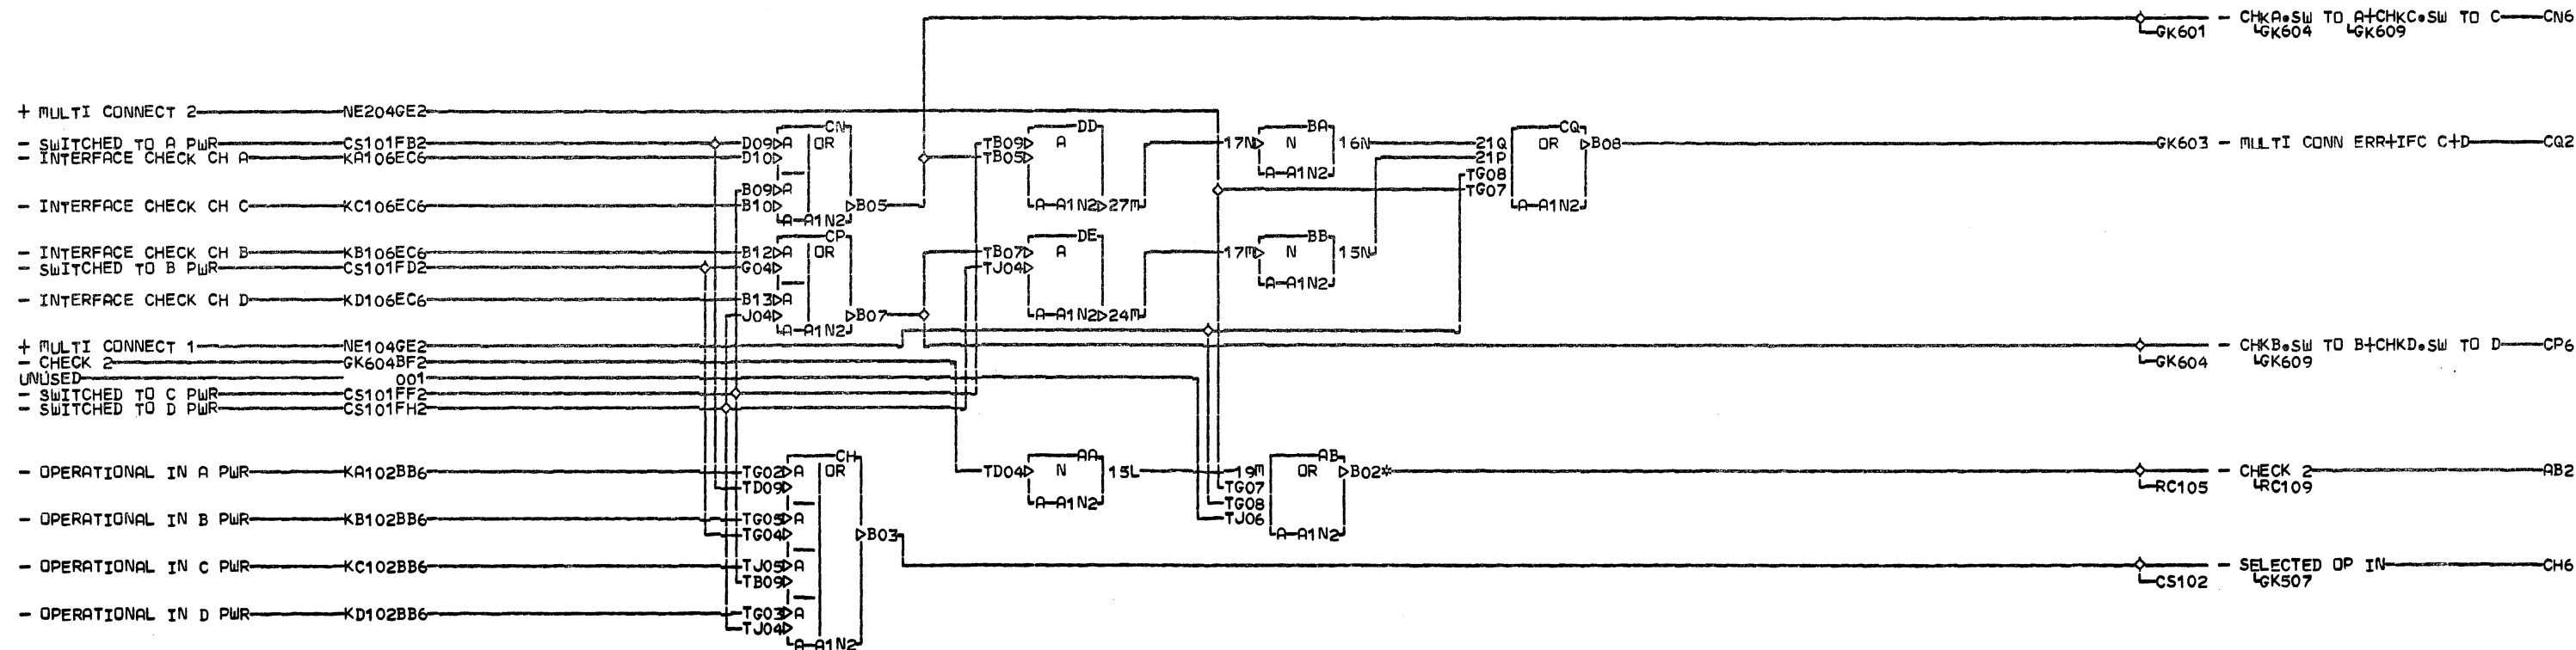 - CHKA•SW TO A+CHKC•SW TO C CN6
GK601 GK604 GK609
+ MULTI CONNECT 2 NE204GE2
CN DD BA CQ
- SWITCHED TO A PWR CS101FB2 D09 A OR TB09 A 17N N 16N 21Q OR B08 GK603 - MULTI CONN ERR+IFC C+D CQ2
- INTERFACE CHECK CH A KA106EC6 D10 TB05 21P
A-A1N2 TG08
B09 A TG07
- INTERFACE CHECK CH C KC106EC6 B10 B05 A-A1N2 27M A-A1N2
A-A1N2
CP DE BB
- INTERFACE CHECK CH B KB106EC6 B12 A OR TB07 A 17M N 15N
- SWITCHED TO B PWR CS101FD2 G04 TJ04
A-A1N2
- INTERFACE CHECK CH D KD106EC6 B13 A
J04 B07 A-A1N2 24M
A-A1N2
+ MULTI CONNECT 1 NE104GE2 - CHKB•SW TO B+CHKD•SW TO D CP6
- CHECK 2 GK604BF2 GK604 GK609
UNUSED 001
- SWITCHED TO C PWR CS101FF2
- SWITCHED TO D PWR CS101FH2
CH AA AB
- OPERATIONAL IN A PWR KA102BB6 TG02 A OR TD04 N 15L 19M OR B02* - CHECK 2 AB2
TD09 TG07 RC105 RC109
A-A1N2 TG08
- OPERATIONAL IN B PWR KB102BB6 TG05 A TJ06
TG04 B03 A-A1N2
- OPERATIONAL IN C PWR KC102BB6 TJ05 A - SELECTED OP IN CH6
TB09 CS102 GK507
- OPERATIONAL IN D PWR KD102BB6 TG03 A
TJ04
A-A1N2